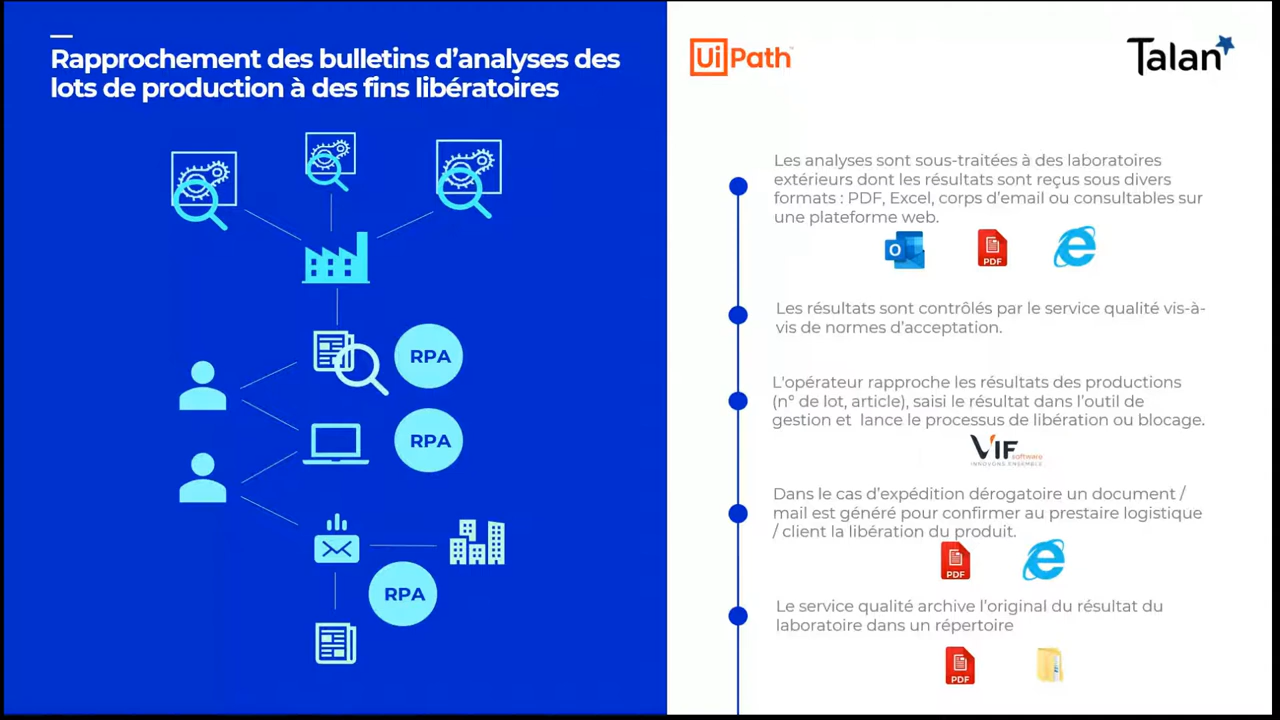 Rapprochement des bulletins d’analyses des
lots de production à des fins libératoires
RPA
RPA
RPA
UiPath
Talan
Les analyses sont sous-traitées à des laboratoires
extérieurs dont les résultats sont reçus sous divers
formats : PDF, Excel, corps d’email ou consultables sur
une plateforme web.
O
PDF
Les résultats sont contrôlés par le service qualité vis-à-
vis de normes d’acceptation.
L'opérateur rapproche les résultats des productions
(n° de lot, article), saisi le résultat dans l’outil de
gestion et lance le processus de libération ou blocage.
VIF software
INNOVONS ENSEMBLE
Dans le cas d’expédition dérogatoire un document /
mail est généré pour confirmer au prestaire logistique
/ client la libération du produit.
PDF
Le service qualité archive l’original du résultat du
laboratoire dans un répertoire
PDF